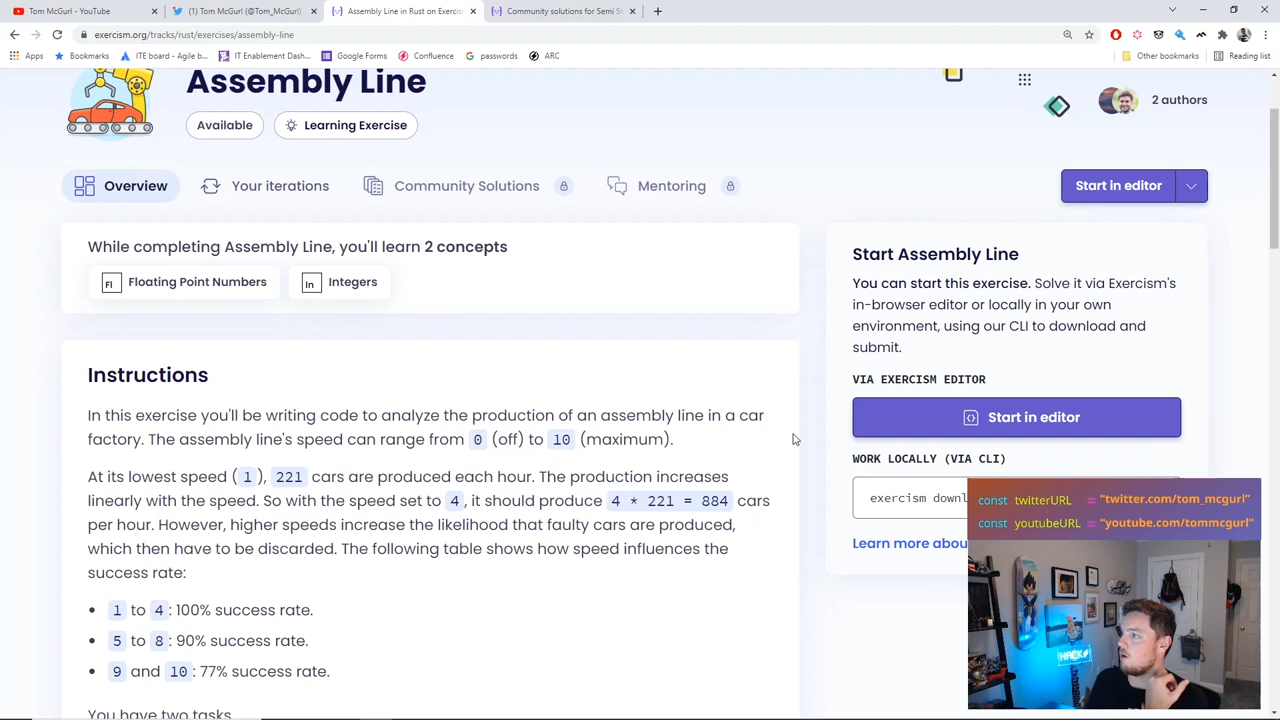 Tom McGurl - YouTube
(1) Tom McGurl (@Tom_McGurl)
Assembly Line in Rust on Exercis
Community solutions for Semi St
exercism.org/tracks/rust/exercises/assembly-line
Apps
Bookmarks
ITE board - Agile b...
IT Enablement Dash...
Google Forms
Confluence
passwords
ARC
Other bookmarks
Reading list
Assembly Line
2 authors
Available
Learning Exercise
Overview
Your iterations
Community Solutions
Mentoring
Start in editor
While completing Assembly Line, you'll learn 2 concepts
Fl Floating Point Numbers
In Integers
Start Assembly Line
You can start this exercise. Solve it via Exercism's
in-browser editor or locally in your own
environment, using our CLI to download and
submit.
VIA EXERCISM EDITOR
Start in editor
WORK LOCALLY (VIA CLI)
exercism downl
Learn more abou
Instructions
In this exercise you'll be writing code to analyze the production of an assembly line in a car
factory. The assembly line's speed can range from 0 (off) to 10 (maximum).
At its lowest speed (1), 221 cars are produced each hour. The production increases
linearly with the speed. So with the speed set to 4, it should produce 4 * 221 = 884 cars
per hour. However, higher speeds increase the likelihood that faulty cars are produced,
which then have to be discarded. The following table shows how speed influences the
success rate:
1 to 4: 100% success rate.
5 to 8: 90% success rate.
9 and 10: 77% success rate.
You have two tasks
const twitterURL = "twitter.com/tom_mcgurl"
const youtubeURL = "youtube.com/tommcgurl"
HACK